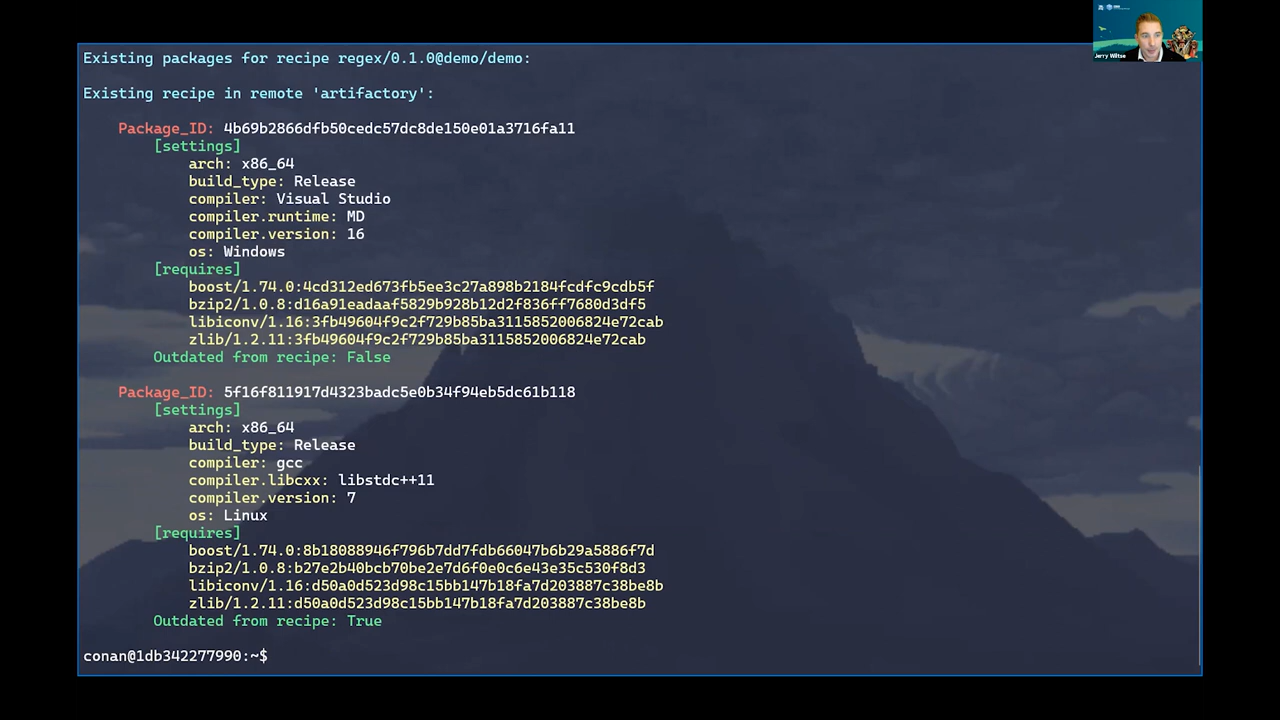 Existing packages for recipe regex/0.1.0@demo/demo:
Existing recipe in remote 'artifactory':
Package_ID: 4b69b2866dfb50cedc57dc8de150e01a3716fa11
[settings]
arch: x86_64
build_type: Release
compiler: Visual Studio
compiler.runtime: MD
compiler.version: 16
os: Windows
[requires]
boost/1.74.0:4cd312ed673fb5ee3c27a898b2184fcdfc9cdb5f
bzip2/1.0.8:d16a91eadaaf5829b928b12d2f836ff7680d3df5
libiconv/1.16:3fb49604f9c2f729b85ba3115852006824e72cab
zlib/1.2.11:3fb49604f9c2f729b85ba3115852006824e72cab
Outdated from recipe: False
Package_ID: 5f16f811917d4323badc5e0b34f94eb5dc61b118
[settings]
arch: x86_64
build_type: Release
compiler: gcc
compiler.libcxx: libstdc++11
compiler.version: 7
os: Linux
[requires]
boost/1.74.0:8b18088946f796b7dd7fdb66047b6b29a5886f7d
bzip2/1.0.8:b27e2b40bcb70be2e7d6f0e0c6e43e35c530f8d3
libiconv/1.16:d50a0d523d98c15bb147b18fa7d203887c38be8b
zlib/1.2.11:d50a0d523d98c15bb147b18fa7d203887c38be8b
Outdated from recipe: True
conan@1db342277990:~$
Jerry Wiltse